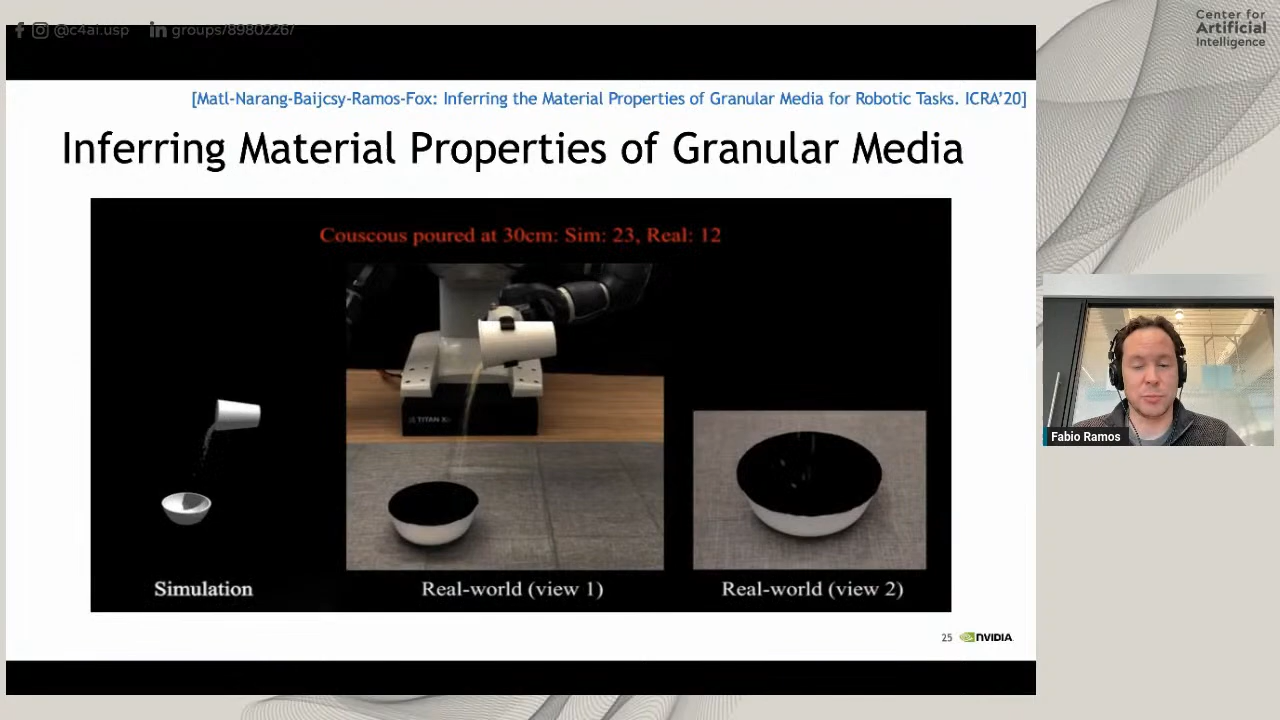 @c4ai.usp groups/8980226/
Center for
Artificial
Intelligence
[Matl-Narang-Baijcsy-Ramos-Fox: Inferring the Material Properties of Granular Media for Robotic Tasks. ICRA'20]
Inferring Material Properties of Granular Media
Couscous poured at 30cm: Sim: 23, Real: 12
TITAN X
Simulation
Real-world (view 1)
Real-world (view 2)
25 NVIDIA
Fabio Ramos